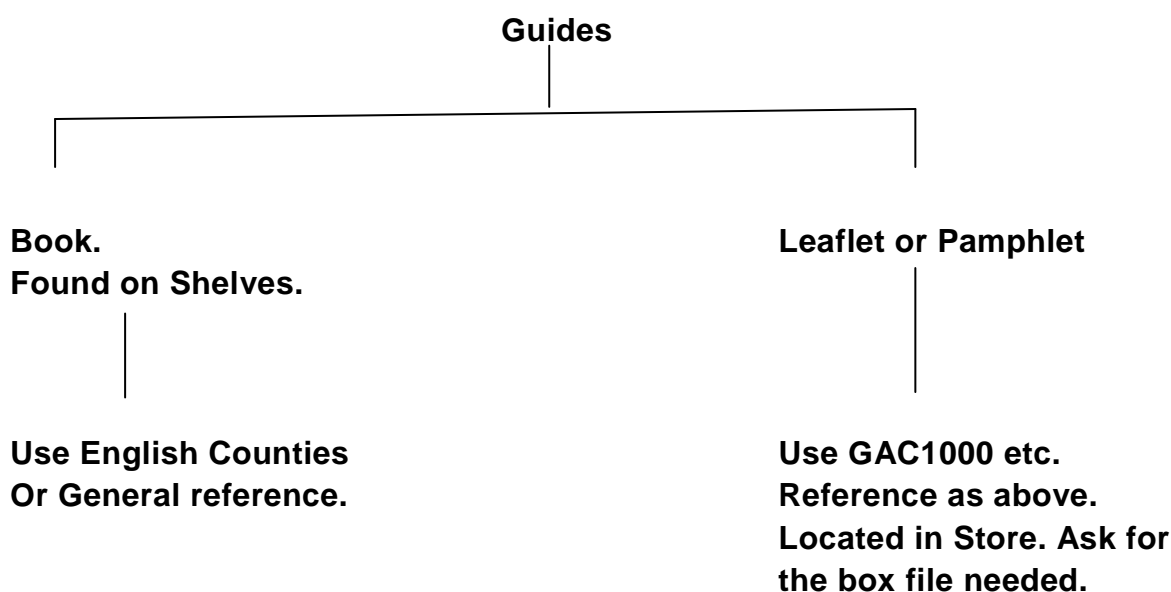 Guides
Book.
Found on Shelves.
Leaflet or Pamphlet
Use English Counties
Or General reference.
Use GAC1000 etc.
Reference as above.
Located in Store. Ask for
the box file needed.